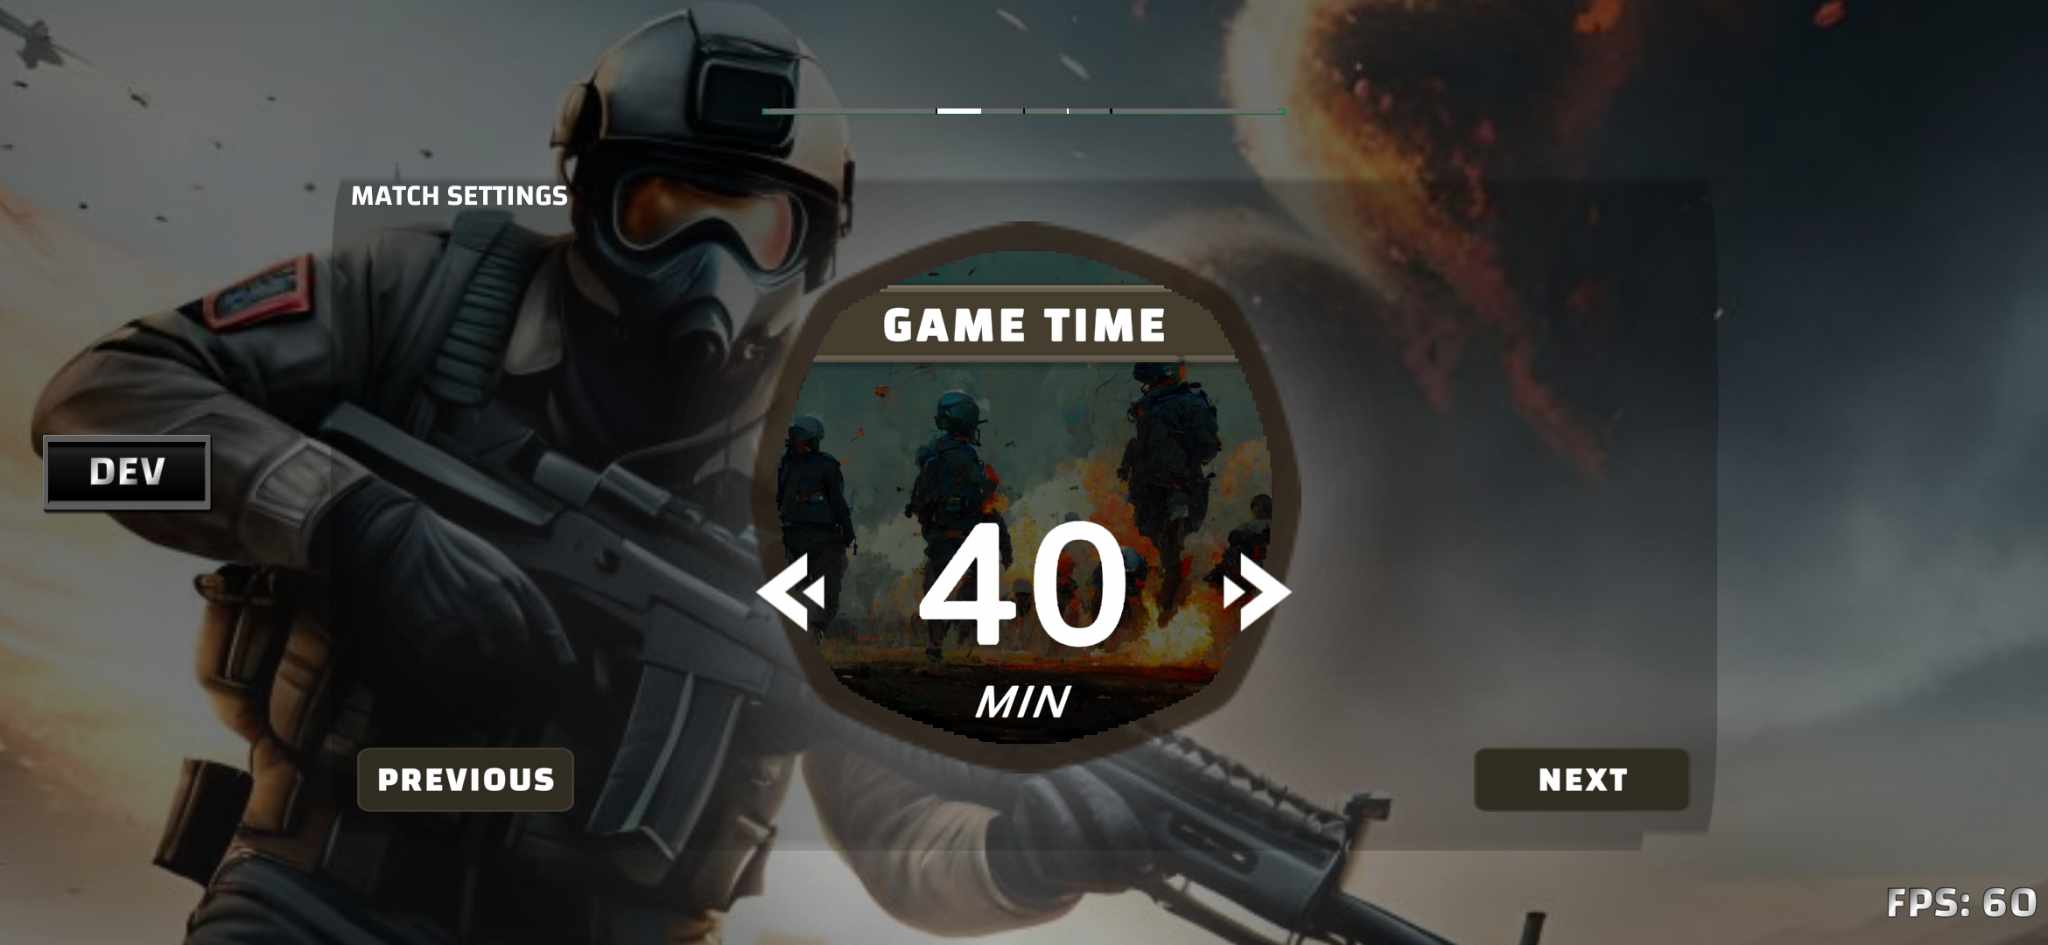 MATCH SETTINGS
GAME TIME
DEV
40
MIN
PREVIOUS
NEXT
FPS: 60